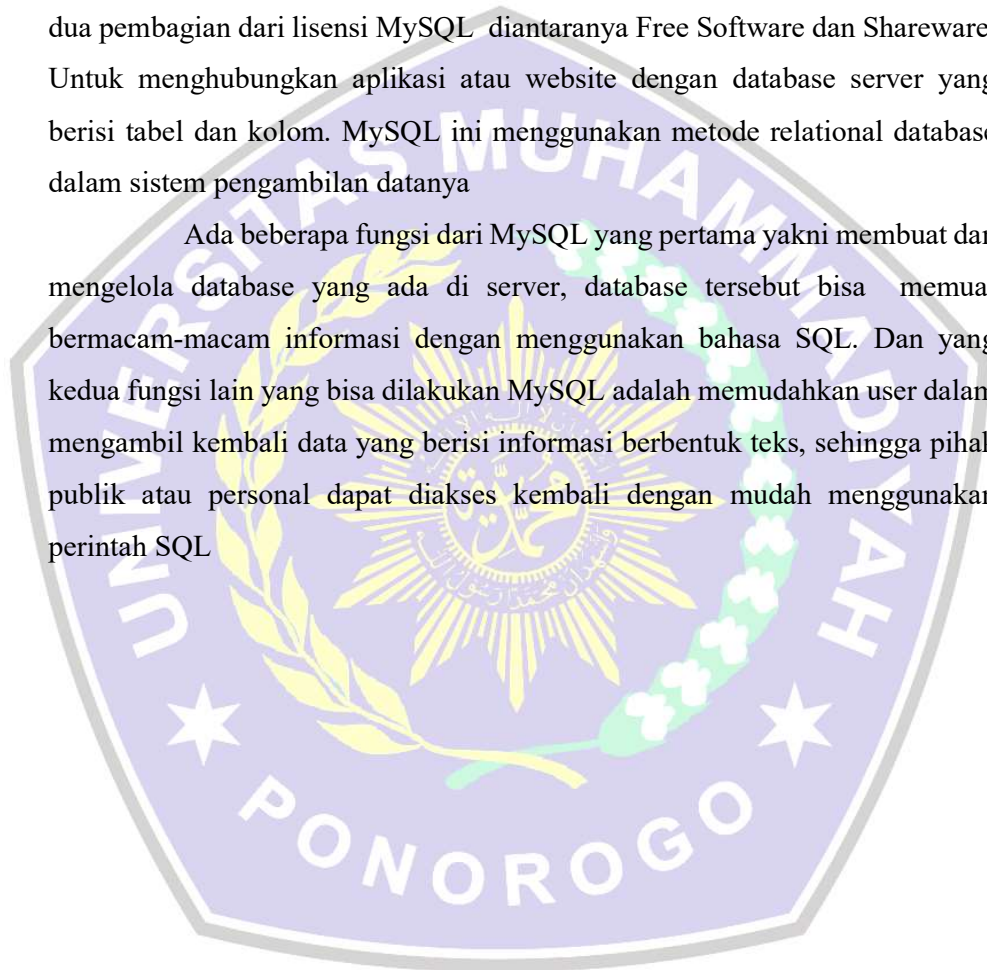 dua pembagian dari lisensi MySQL diantaranya Free Software dan Shareware
Untuk menghubungkan aplikasi atau website dengan database server yang
berisi tabel dan kolom. MySQL ini menggunakan metode relational database
dalam sistem pengambilan datanya
Ada beberapa fungsi dari MySQL yang pertama yakni membuat dan
mengelola database yang ada di server, database tersebut bisa memua
bermacam-macam informasi dengan menggunakan bahasa SQL. Dan yang
kedua fungsi lain yang bisa dilakukan MySQL adalah memudahkan user dalam
mengambil kembali data yang berisi informasi berbentuk teks, sehingga pihak
publik atau personal dapat diakses kembali dengan mudah menggunakan
perintah SQL
UNIVERSITAS MUHAMMADIYAH
PONOROGO
محمدية